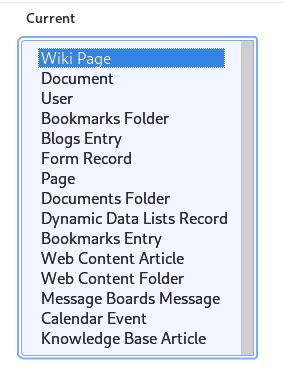 Current
Wiki Page
Document
User
Bookmarks Folder
Blogs Entry
Form Record
Page
Documents Folder
Dynamic Data Lists Record
Bookmarks Entry
Web Content Article
Web Content Folder
Message Boards Message
Calendar Event
Knowledge Base Article